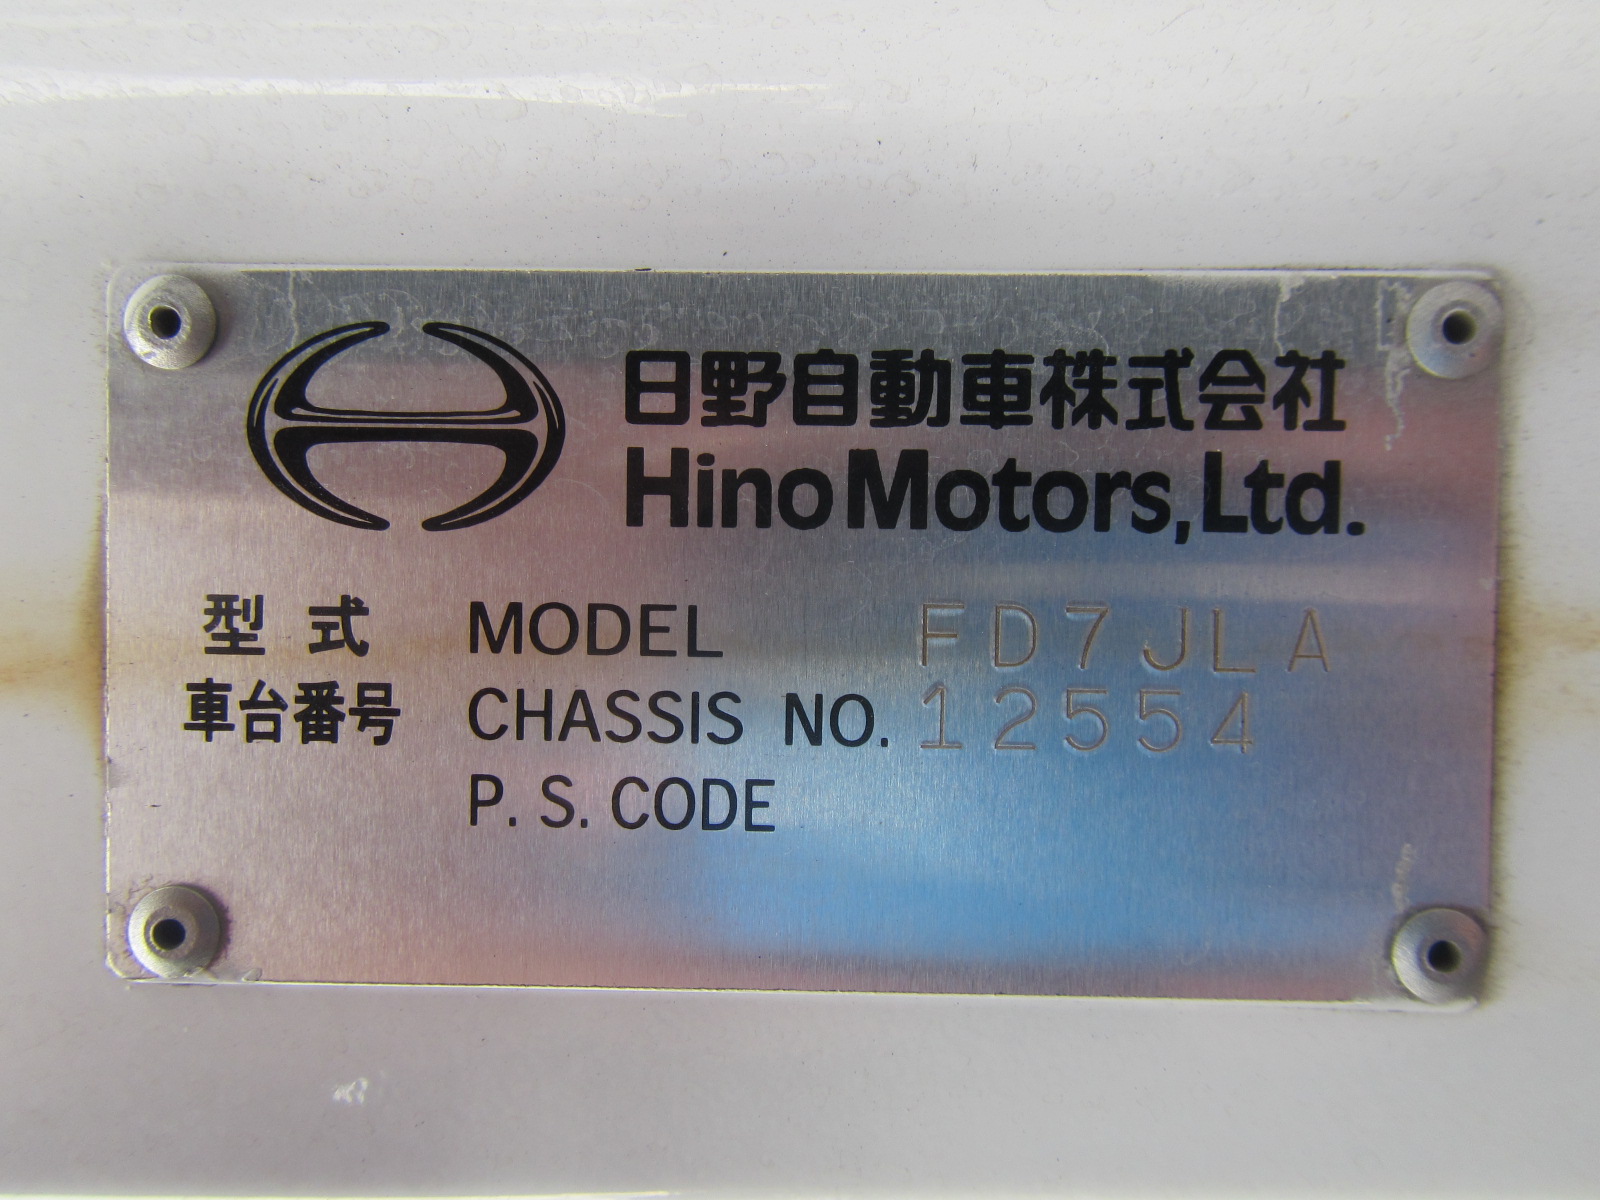 日野自動車株式会社
Hino Motors, Ltd.
型式 MODEL FD7JLA
車台番号 CHASSIS NO. 12554
P. S. CODE